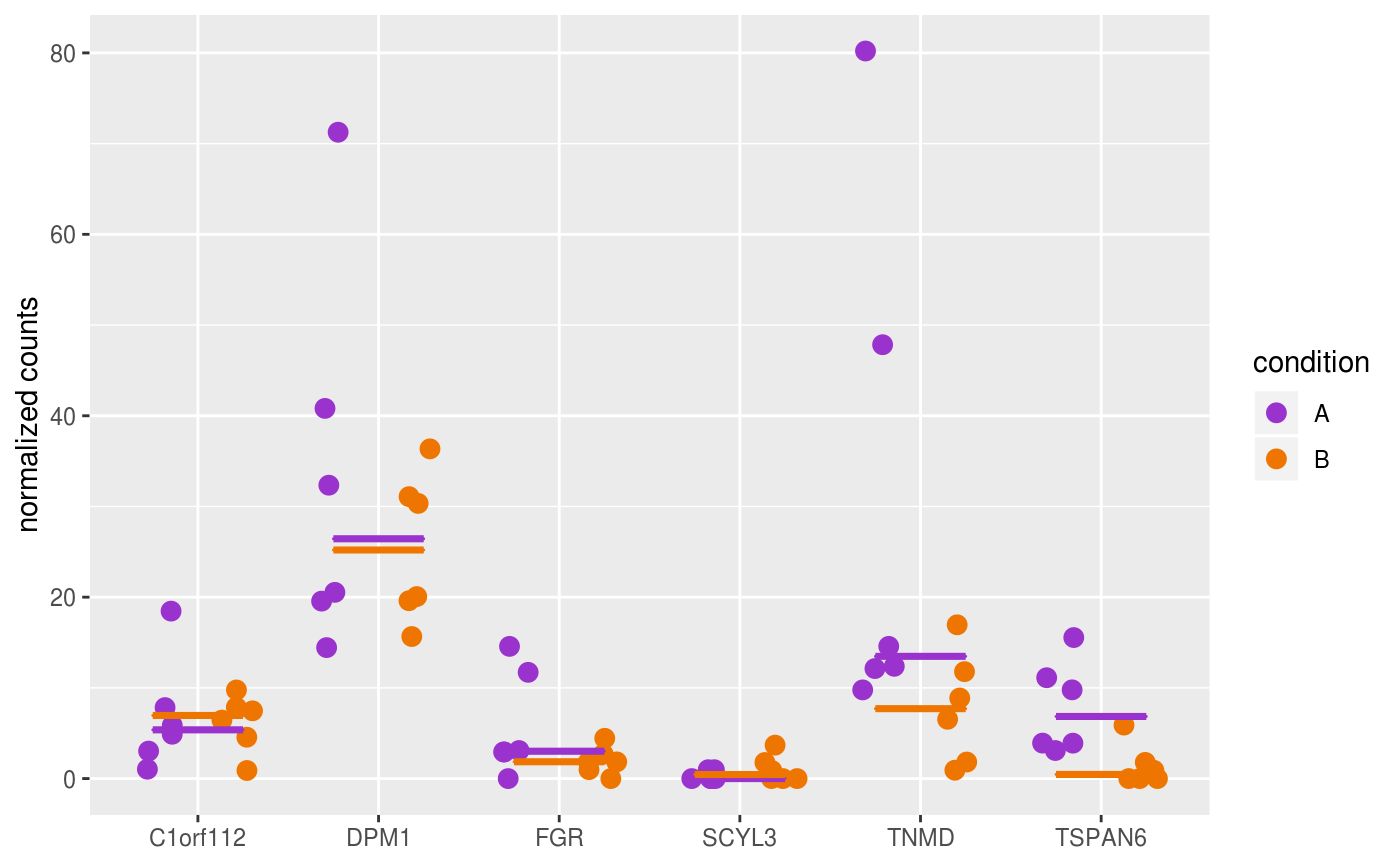 normalized counts
80
60
40
20
0
C1orf112 DPM1 FGR SCYL3 TNMD TSPAN6
condition
A
B